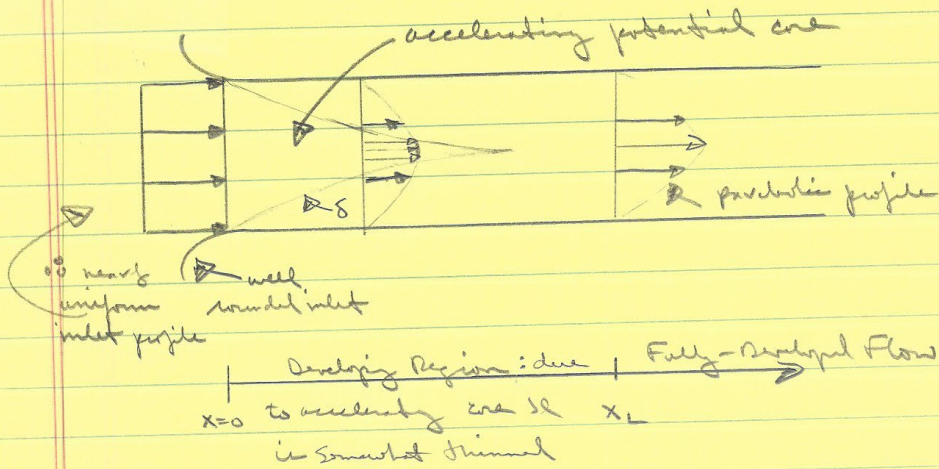 accelerating potential core
δ
parabolic profile
∴ nearly
uniform
inlet profile
well
rounded inlet
Developing Region : due
to accelerating core
is somewhat thinned
Fully-Developed Flow
x=0
x_L